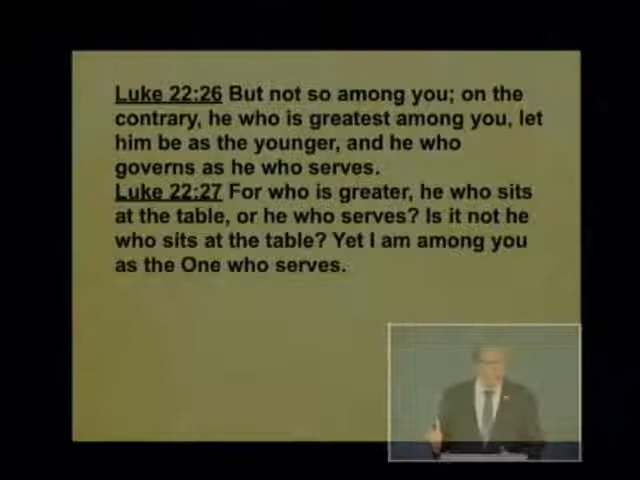 Luke 22:26 But not so among you; on the
contrary, he who is greatest among you, let
him be as the younger, and he who
governs as he who serves.
Luke 22:27 For who is greater, he who sits
at the table, or he who serves? Is it not he
who sits at the table? Yet I am among you
as the One who serves.